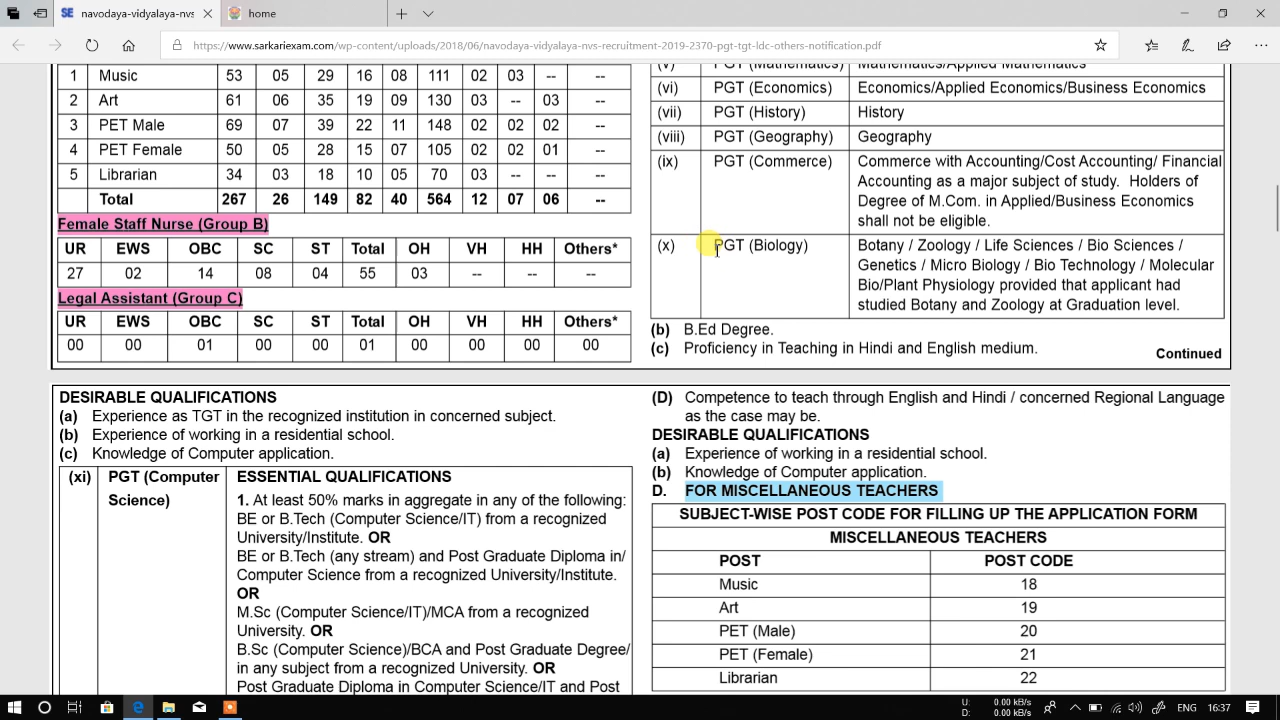 navodaya-vidyalaya-nvs-
home
https://www.sarkariexam.com/wp-content/uploads/2018/06/navodaya-vidyalaya-nvs-recruitment-2019-2370-pgt-tgt-ldc-others-notification.pdf
1 Music 53 05 29 16 08 111 02 03 -- --
2 Art 61 06 35 19 09 130 03 -- 03 --
3 PET Male 69 07 39 22 11 148 02 02 02 --
4 PET Female 50 05 28 15 07 105 02 02 01 --
5 Librarian 34 03 18 10 05 70 03 -- -- --
Total 267 26 149 82 40 564 12 07 06 --
Female Staff Nurse (Group B)
UR EWS OBC SC ST Total OH VH HH Others*
27 02 14 08 04 55 03 -- -- --
Legal Assistant (Group C)
UR EWS OBC SC ST Total OH VH HH Others*
00 00 01 00 00 01 00 00 00 00
(v) PGT (Mathematics) Mathematics/Applied Mathematics
(vi) PGT (Economics) Economics/Applied Economics/Business Economics
(vii) PGT (History) History
(viii) PGT (Geography) Geography
(ix) PGT (Commerce) Commerce with Accounting/Cost Accounting/ Financial
Accounting as a major subject of study. Holders of
Degree of M.Com. in Applied/Business Economics
shall not be eligible.
(x) PGT (Biology) Botany / Zoology / Life Sciences / Bio Sciences /
Genetics / Micro Biology / Bio Technology / Molecular
Bio/Plant Physiology provided that applicant had
studied Botany and Zoology at Graduation level.
(b) B.Ed Degree.
(c) Proficiency in Teaching in Hindi and English medium.
Continued
DESIRABLE QUALIFICATIONS
(a) Experience as TGT in the recognized institution in concerned subject.
(b) Experience of working in a residential school.
(c) Knowledge of Computer application.
(xi) PGT (Computer ESSENTIAL QUALIFICATIONS
Science) 1. At least 50% marks in aggregate in any of the following:
BE or B.Tech (Computer Science/IT) from a recognized
University/Institute. OR
BE or B.Tech (any stream) and Post Graduate Diploma in/
Computer Science from a recognized University/Institute.
OR
M.Sc (Computer Science/IT)/MCA from a recognized
University. OR
B.Sc (Computer Science)/BCA and Post Graduate Degree/
in any subject from a recognized University. OR
Post Graduate Diploma in Computer Science/IT and Post
(D) Competence to teach through English and Hindi / concerned Regional Language
as the case may be.
DESIRABLE QUALIFICATIONS
(a) Experience of working in a residential school.
(b) Knowledge of Computer application.
D. FOR MISCELLANEOUS TEACHERS
SUBJECT-WISE POST CODE FOR FILLING UP THE APPLICATION FORM
MISCELLANEOUS TEACHERS
POST POST CODE
Music 18
Art 19
PET (Male) 20
PET (Female) 21
Librarian 22
U: 0.00 kB/s
D: 0.00 kB/s
ENG 16:37